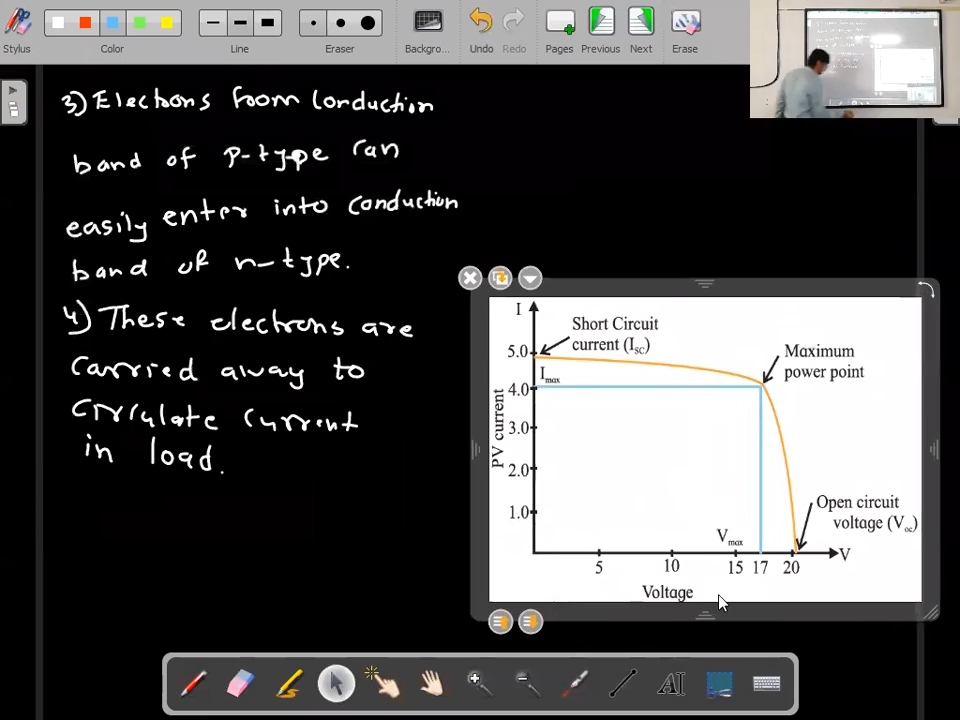 Stylus
Color
Line
Eraser
Backgro...
Undo
Redo
Pages
Previous
Next
Erase
3) Electrons from Conduction
band of P-type can
easily enter into conduction
band of n-type.
4) These electrons are
Carried away to
Circulate current
in load.
I
Short Circuit
current (Isc)
5.0
Imax
4.0
3.0
2.0
1.0
PV current
Maximum
power point
Open circuit
voltage (Voc)
Vmax
V
5
10
15
17
20
Voltage
AI